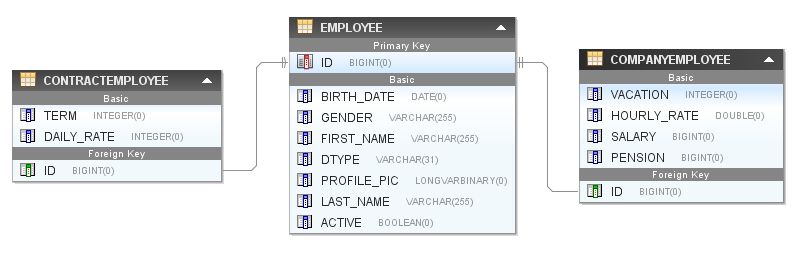 CONTRACTEMPLOYEE
Basic
TERM INTEGER(0)
DAILY_RATE INTEGER(0)
Foreign Key
ID BIGINT(0)
EMPLOYEE
Primary Key
ID BIGINT(0)
Basic
BIRTH_DATE DATE(0)
GENDER VARCHAR(255)
FIRST_NAME VARCHAR(255)
DTYPE VARCHAR(31)
PROFILE_PIC LONGVARBINARY(0)
LAST_NAME VARCHAR(255)
ACTIVE BOOLEAN(0)
COMPANYEMPLOYEE
Basic
VACATION INTEGER(0)
HOURLY_RATE DOUBLE(0)
SALARY BIGINT(0)
PENSION BIGINT(0)
Foreign Key
ID BIGINT(0)